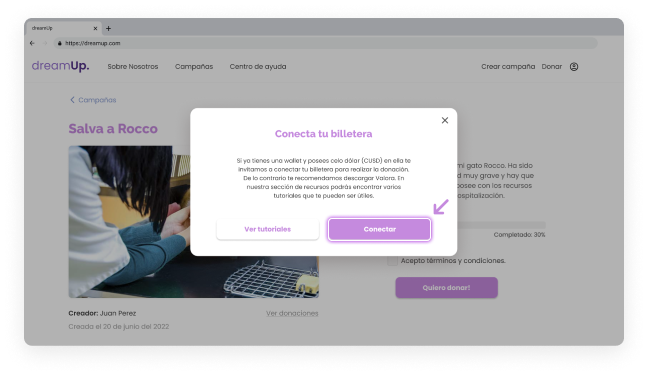 dreamUp
https://dreamup.com
dreamUp.
Sobre Nosotros
Campañas
Centro de ayuda
Crear campaña
Donar
Campañas
Salva a Rocco
Conecta tu billetera
Si ya tienes una wallet y posees celo dólar (CUSD) en ella te
invitamos a conectar tu billetera para realizar la donación.
De lo contrario te recomendamos descargar Valora. En
nuestra sección de recursos podrás encontrar varios
tutoriales que te pueden ser útiles.
Ver tutoriales
Conectar
mi gato Rocco. Ha sido
muy grave y hay que
posee con los recursos
ospitalización.
Completado: 30%
Acepto términos y condiciones.
Quiero donar!
Creador: Juan Perez
Ver donaciones
Creada el 20 de junio del 2022